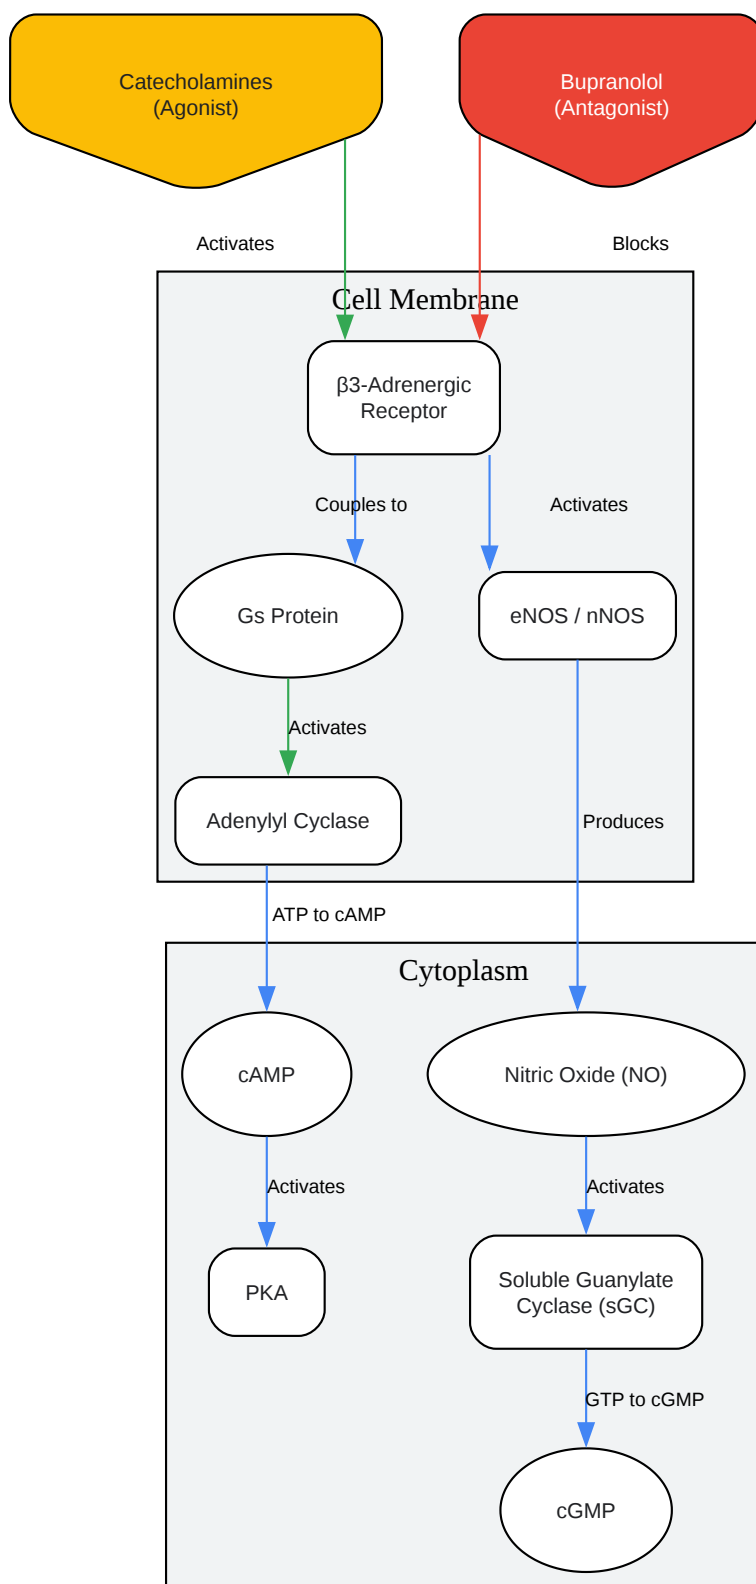 Catecholamines
(Agonist)
Bupranolol
(Antagonist)
Activates
Blocks
Cell Membrane
β3-Adrenergic
Receptor
Couples to
Activates
Gs Protein
eNOS / nNOS
Activates
Adenylyl Cyclase
Produces
ATP to cAMP
Cytoplasm
cAMP
Nitric Oxide (NO)
Activates
Activates
PKA
Soluble Guanylate
Cyclase (sGC)
GTP to cGMP
cGMP